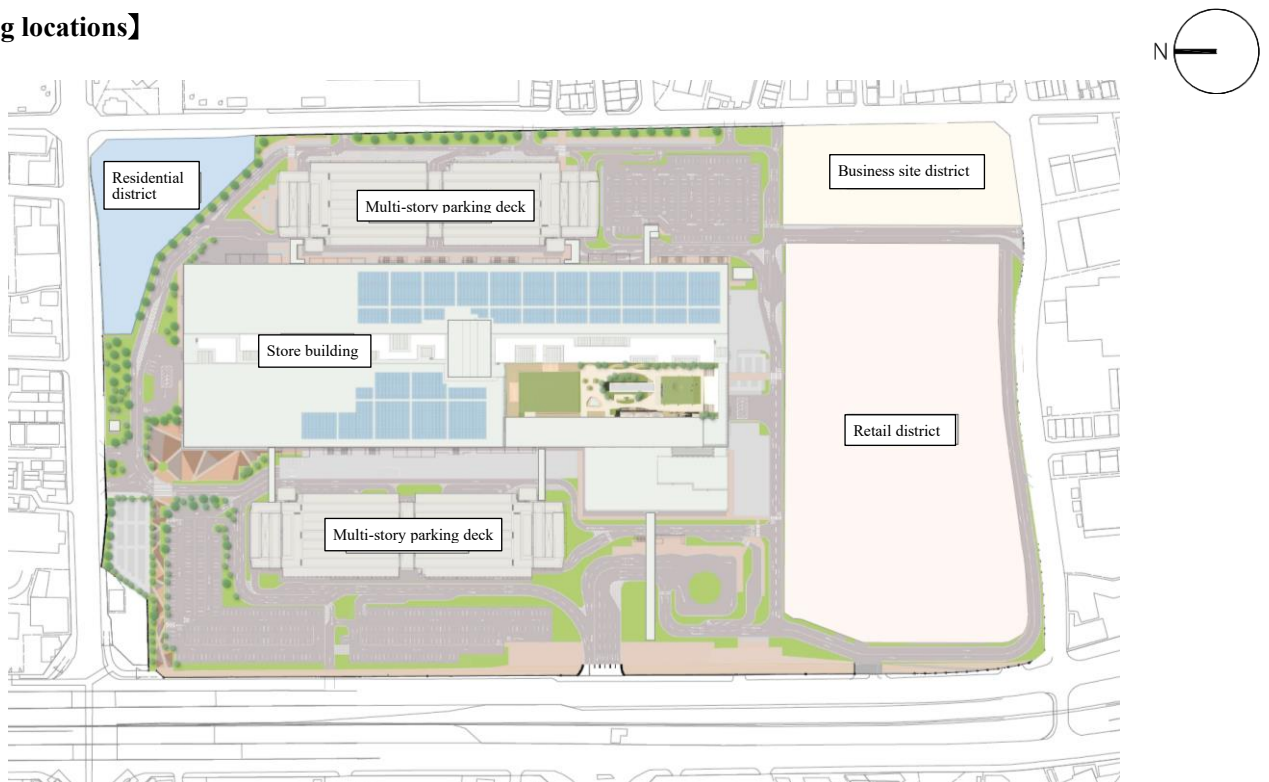 g locations】
N
Residential
district
Multi-story parking deck
Business site district
Store building
Retail district
Multi-story parking deck